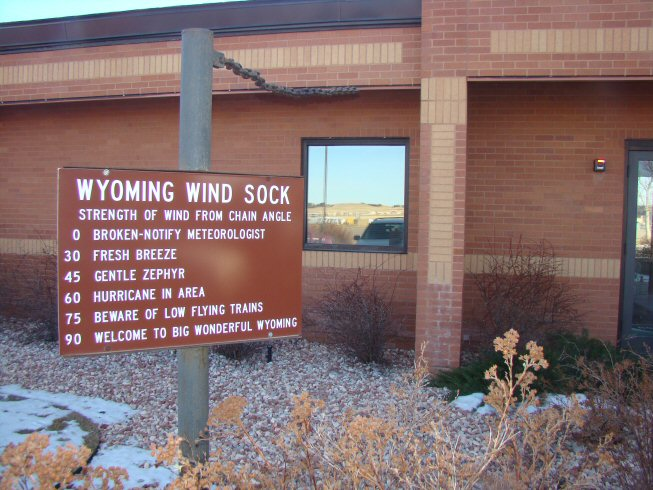 WYOMING WIND SOCK
STRENGTH OF WIND FROM CHAIN ANGLE
0 BROKEN-NOTIFY METEOROLOGIST
30 FRESH BREEZE
45 GENTLE ZEPHYR
60 HURRICANE IN AREA
75 BEWARE OF LOW FLYING TRAINS
90 WELCOME TO BIG WONDERFUL WYOMING